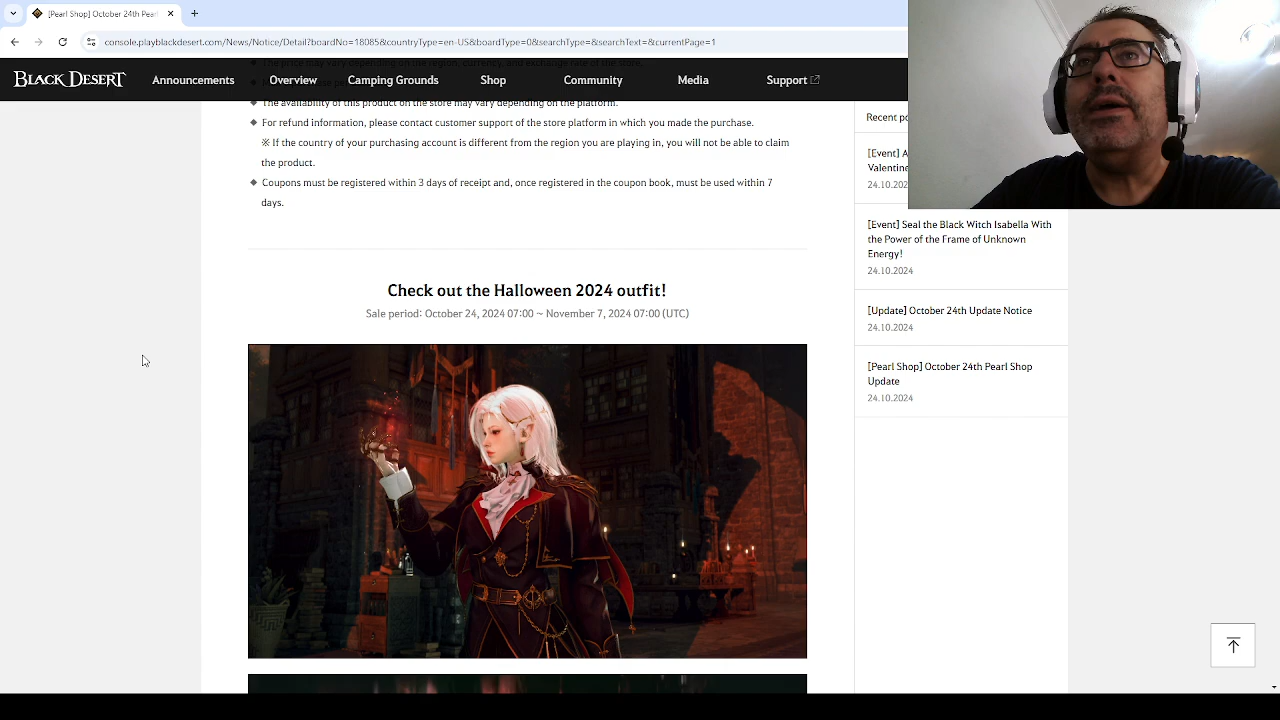 [Pearl Shop] October 24th Pearl
console.playblackdesert.com/News/Notice/Detail?boardNo=18085&countryType=en-US&boardType=0&searchType=&searchText=&currentPage=1
BLACK DESERT
Announcements
Overview
Camping Grounds
Shop
Community
Media
Support
The availability of this product on the store may vary depending on the platform.
For refund information, please contact customer support of the store platform in which you made the purchase.
※ If the country of your purchasing account is different from the region you are playing in, you will not be able to claim
the product.
Coupons must be registered within 3 days of receipt and, once registered in the coupon book, must be used within 7
days.
Check out the Halloween 2024 outfit!
Sale period: October 24, 2024 07:00 ~ November 7, 2024 07:00 (UTC)
Recent
[Event] A
Valentine
24.10.202
[Event] Seal the Black Witch Isabella With
the Power of the Frame of Unknown
Energy!
24.10.2024
[Update] October 24th Update Notice
24.10.2024
[Pearl Shop] October 24th Pearl Shop
Update
24.10.2024